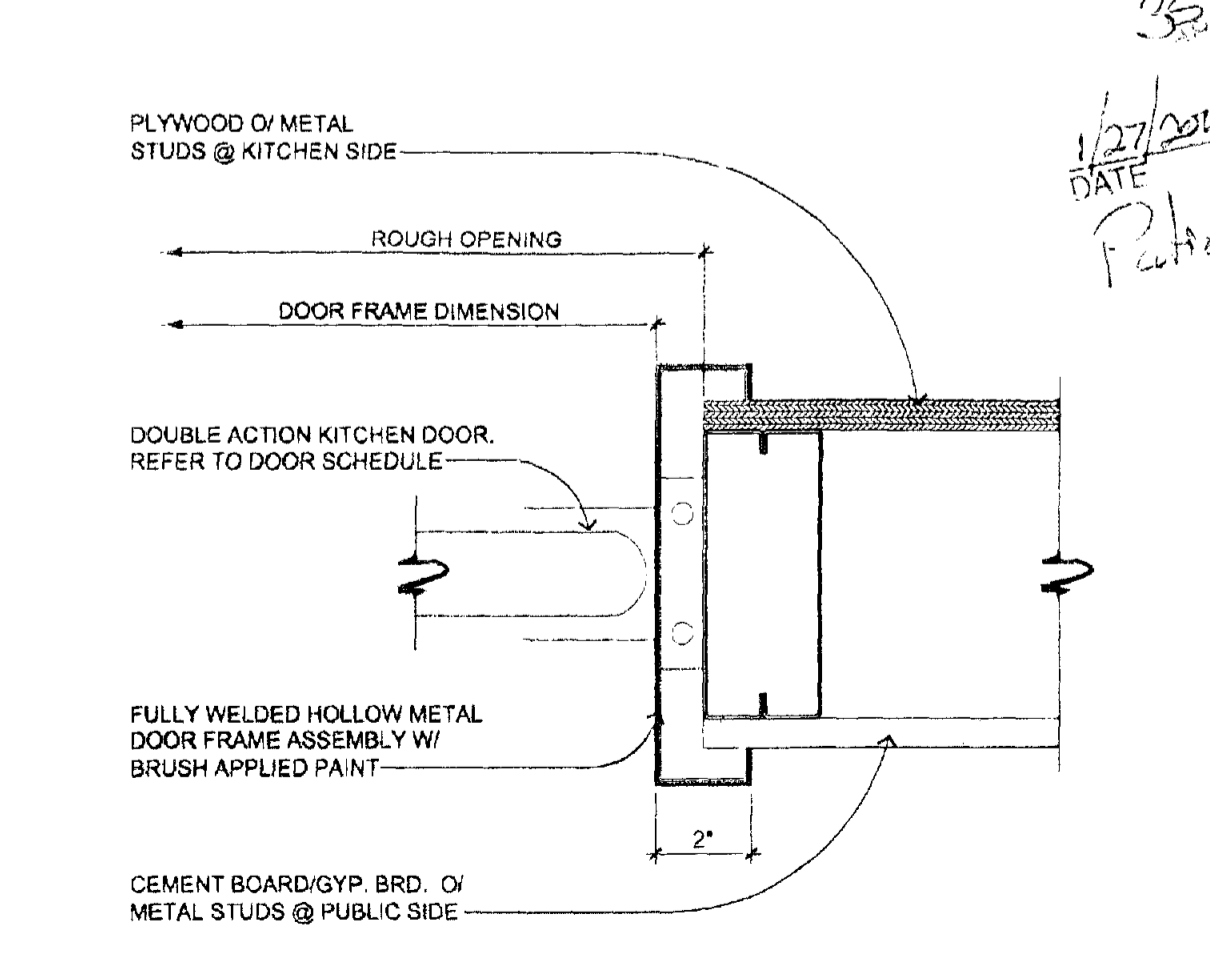 PLYWOOD O/ METAL
STUDS @ KITCHEN SIDE
ROUGH OPENING
DOOR FRAME DIMENSION
DOUBLE ACTION KITCHEN DOOR.
REFER TO DOOR SCHEDULE
FULLY WELDED HOLLOW METAL
DOOR FRAME ASSEMBLY W/
BRUSH APPLIED PAINT
2"
CEMENT BOARD/GYP. BRD. O/
METAL STUDS @ PUBLIC SIDE
1/27/
DATE